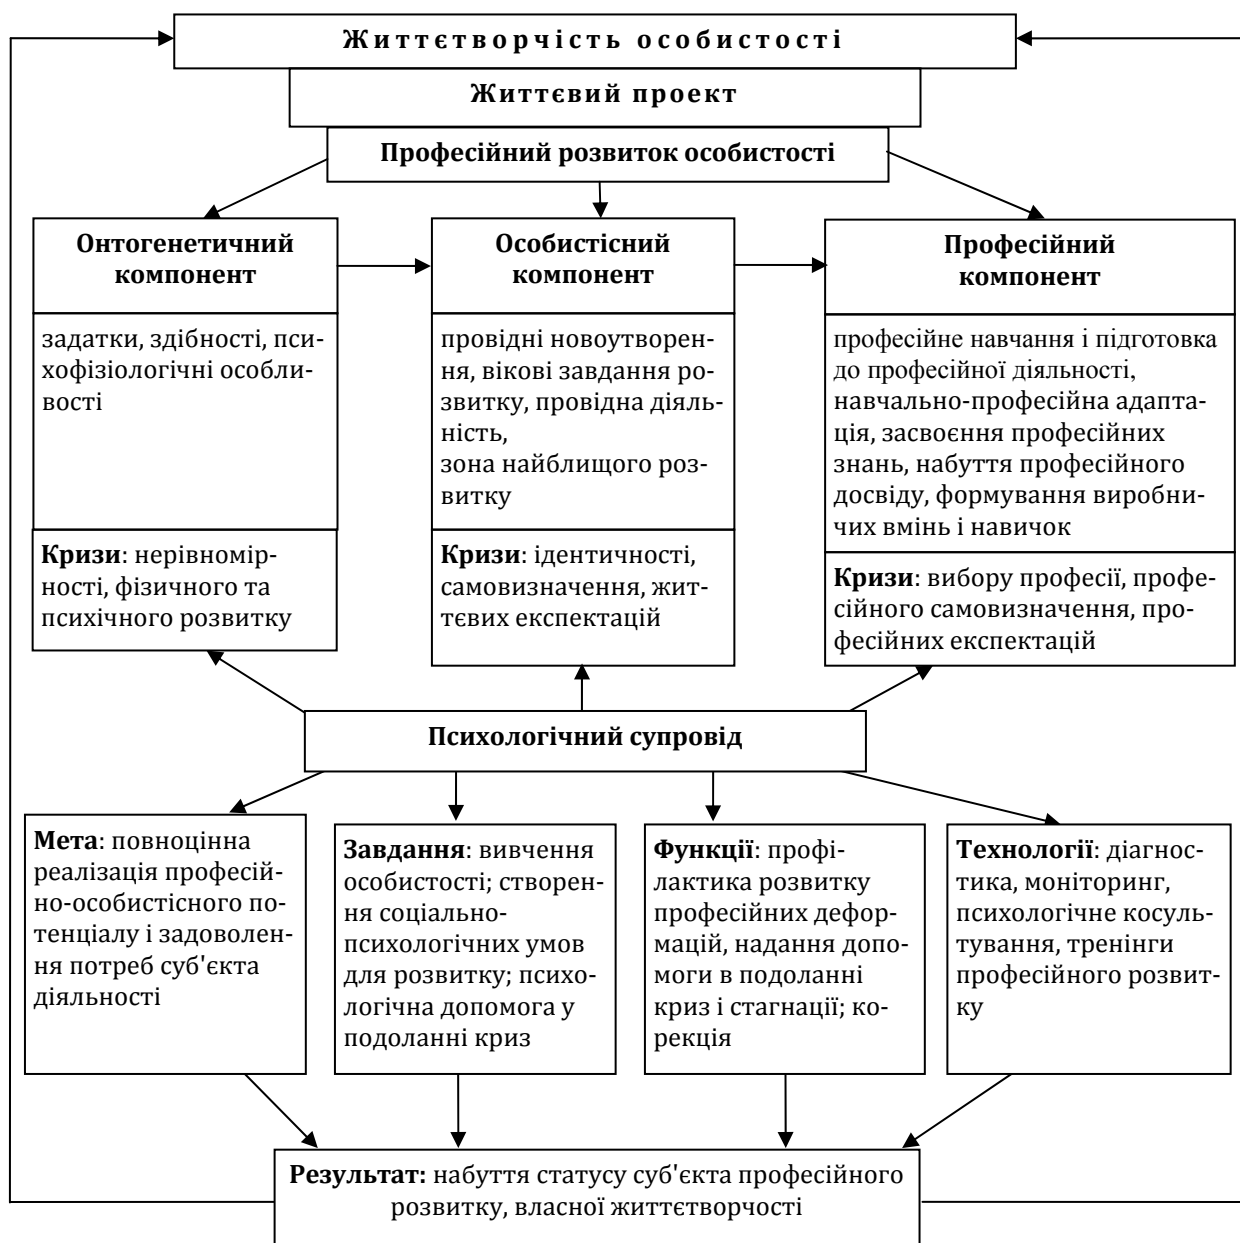 Життєтворчість особистості
Життєвий проект
Професійний розвиток особистості
Онтогенетичний
компонент
задатки, здібності, пси-
хофізіологічні особли-
вості
Кризи: нерівномір-
ності, фізичного та
психічного розвитку
Особистісний
компонент
провідні новоутворен-
ня, вікові завдання ро-
звитку, провідна діяль-
ність,
зона найблищого роз-
витку
Кризи: ідентичності,
самовизначення, жит-
тєвих експектацій
Професійний
компонент
професійне навчання і підготовка
до професійної діяльності,
навчально-професійна адапта-
ція, засвоєння професійних
знань, набуття професійного
досвіду, формування виробни-
чих вмінь і навичок
Кризи: вибору професії, профе-
сійного самовизначення, про-
фесійних експектацій
Психологічний супровід
Мета: повноцінна
реалізація професій-
но-особистісного по-
тенціалу і задоволен-
ня потреб суб'єкта
діяльності
Завдання: вивчення
особистості; створен-
ня соціально-
психологічних умов
для розвитку; психо-
логічна допомога у
подоланні криз
Функції: профі-
лактика розвитку
професійних дефор-
мацій, надання допо-
моги в подоланні
криз і стагнації; ко-
рекція
Технології: діагнос-
тика, моніторинг,
психологічне косуль-
тування, тренінги
професійного розвит-
ку
Результат: набуття статусу суб'єкта професійного
розвитку, власної життєтворчості